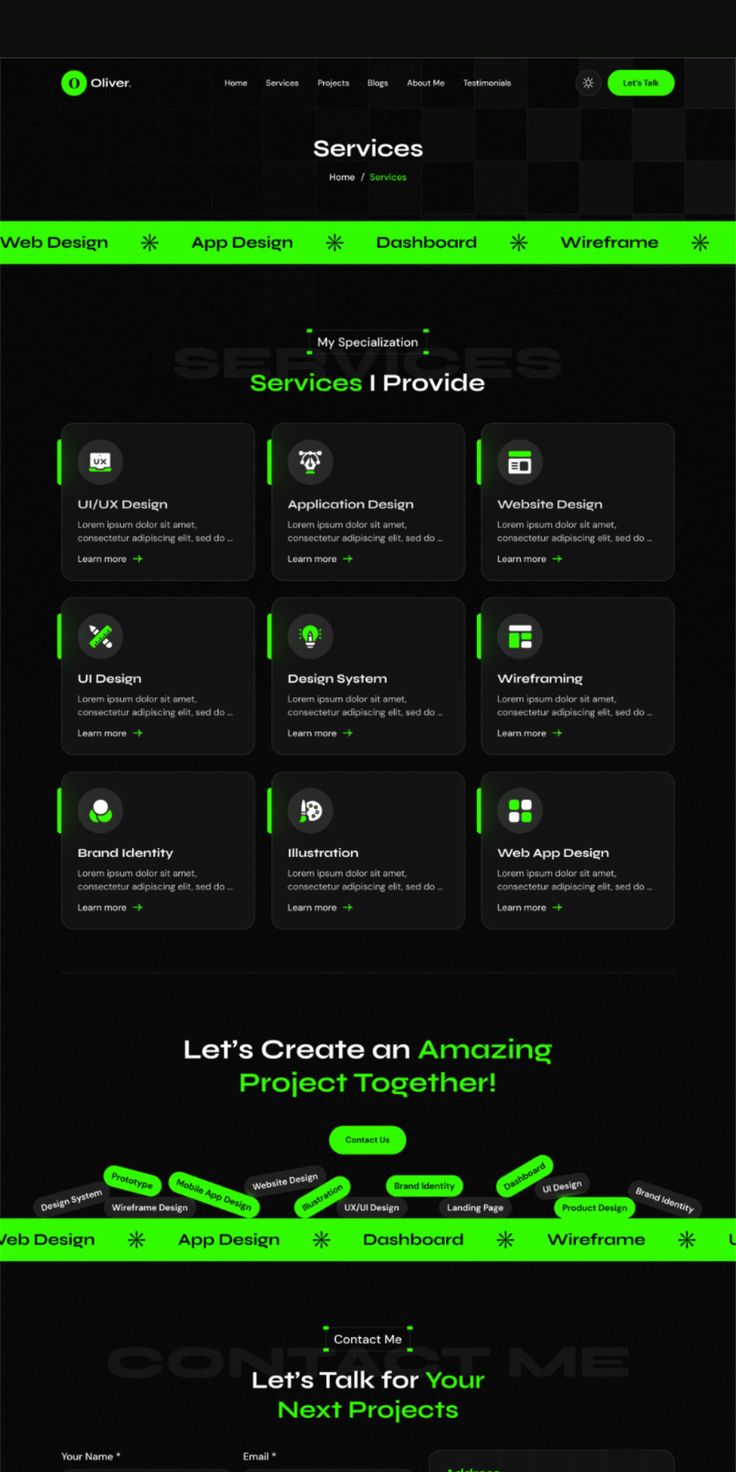 Oliver.
Home Services Projects Blogs About Me Testimonials
Let's Talk
Services
Home / Services
Web Design App Design Dashboard Wireframe
SERVICES
My Specialization
Services I Provide
UX
UI/UX Design
Lorem ipsum dolor sit amet,
consectetur adipiscing elit, sed do ...
Learn more
Application Design
Lorem ipsum dolor sit amet,
consectetur adipiscing elit, sed do ...
Learn more
Website Design
Lorem ipsum dolor sit amet,
consectetur adipiscing elit, sed do ...
Learn more
UI Design
Lorem ipsum dolor sit amet,
consectetur adipiscing elit, sed do ...
Learn more
Design System
Lorem ipsum dolor sit amet,
consectetur adipiscing elit, sed do ...
Learn more
Wireframing
Lorem ipsum dolor sit amet,
consectetur adipiscing elit, sed do ...
Learn more
Brand Identity
Lorem ipsum dolor sit amet,
consectetur adipiscing elit, sed do ...
Learn more
Illustration
Lorem ipsum dolor sit amet,
consectetur adipiscing elit, sed do ...
Learn more
Web App Design
Lorem ipsum dolor sit amet,
consectetur adipiscing elit, sed do ...
Learn more
Let's Create an Amazing
Project Together!
Contact Us
Design System
Prototype
Wireframe Design
Mobile App Design
Website Design
Illustration
UX/UI Design
Brand Identity
Landing Page
Dashboard
UI Design
Product Design
Brand Identity
Web Design App Design Dashboard Wireframe U
CONTACT ME
Contact Me
Let's Talk for Your
Next Projects
Your Name *
Email *
Address